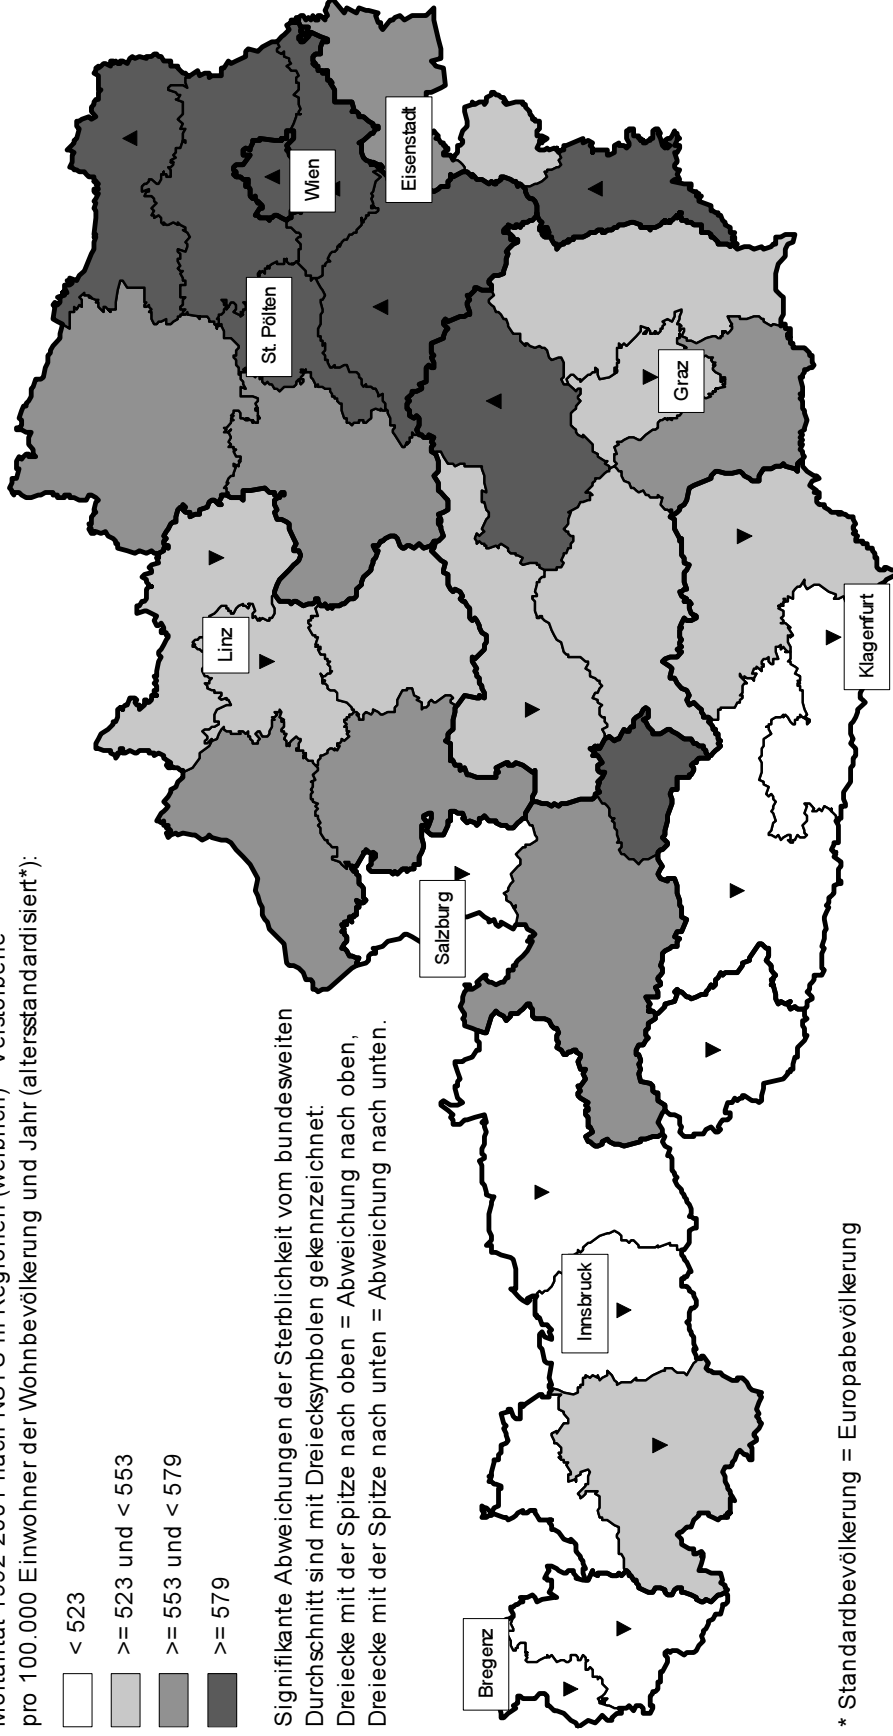 pro 100.000 Einwohner der Wohnbevölkerung und Jahr (altersstandardisiert*):
< 523
>= 523 und < 553
>= 553 und < 579
>= 579
Signifikante Abweichungen der Sterblichkeit vom bundesweiten
Durchschnitt sind mit Dreiecksymbolen gekennzeichnet:
Dreiecke mit der Spitze nach oben = Abweichung nach oben,
Dreiecke mit der Spitze nach unten = Abweichung nach unten.
Wien
Eisenstadt
St. Pölten
Linz
Graz
Salzburg
Klagenfurt
Innsbruck
Bregenz
* Standardbevölkerung = Europabevölkerung